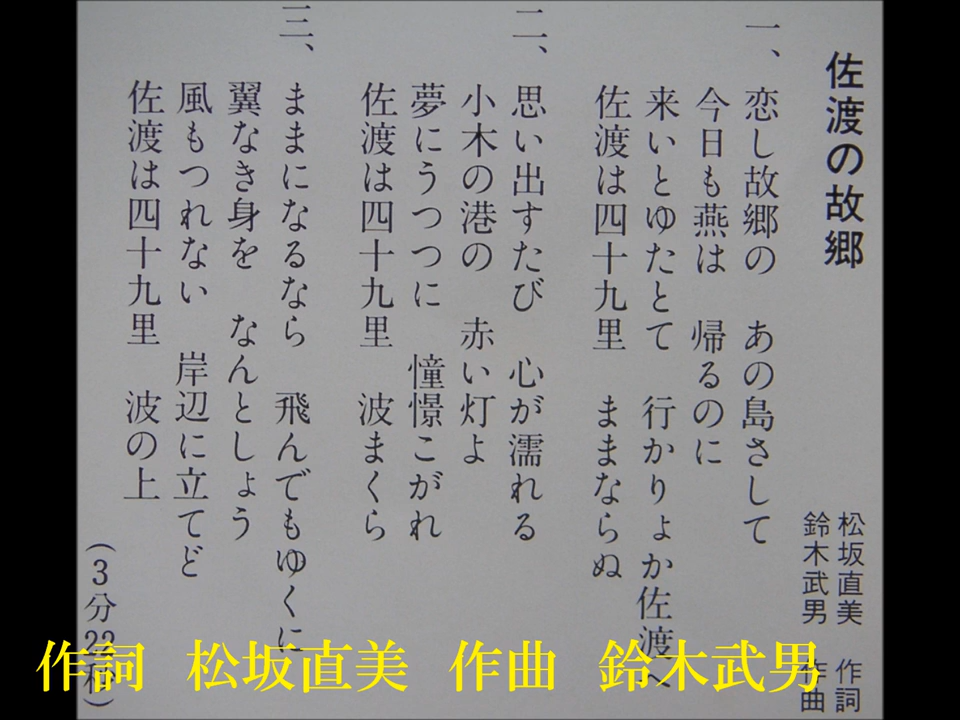 佐渡の故郷
松坂直美 作詞
鈴木武男 作曲
一、恋し故郷の あの島さして
今日も燕は 帰るのに
来いとゆたとて 行かりょか佐渡へ
佐渡は四十九里 ままならぬ
二、思い出すたび 心が濡れる
小木の港の 赤い灯よ
夢にうつつに 憧憬こがれ
佐渡は四十九里 波まくら
三、ままになるなら 飛んでもゆくに
翼なき身を なんとしょう
風もつれない 岸辺に立てど
佐渡は四十九里 波の上
(3分22秒)
作詞 松坂直美 作曲 鈴木武男